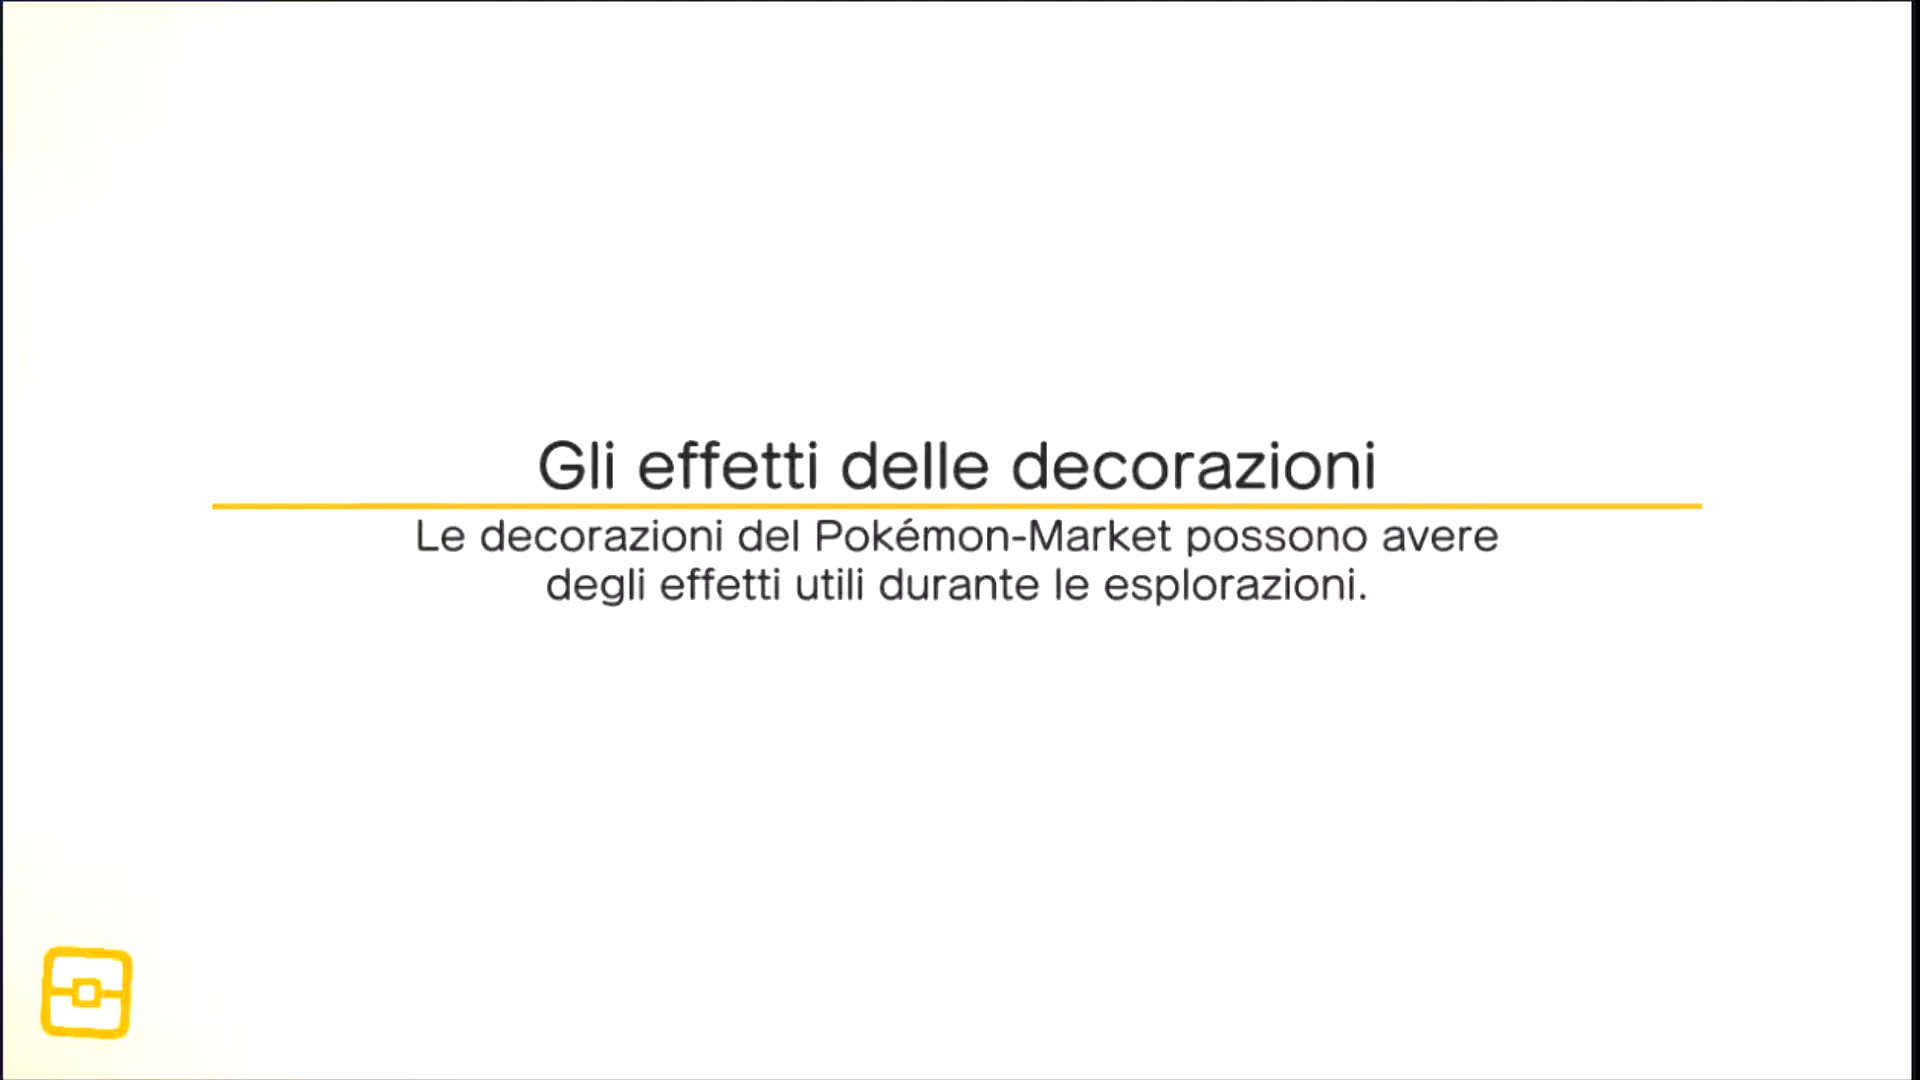 Gli effetti delle decorazioni
Le decorazioni del Pokémon-Market possono avere
degli effetti utili durante le esplorazioni.